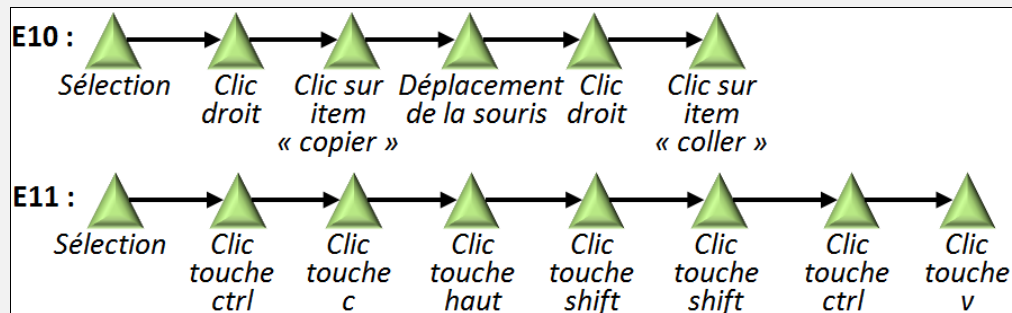 E10 :
Sélection Clic Clic sur Déplacement Clic Clic sur
droit item de la souris droit item
« copier » « coller »
E11 :
Sélection Clic Clic Clic Clic Clic Clic Clic
touche touche touche touche touche touche touche
ctrl c haut shift shift ctrl v